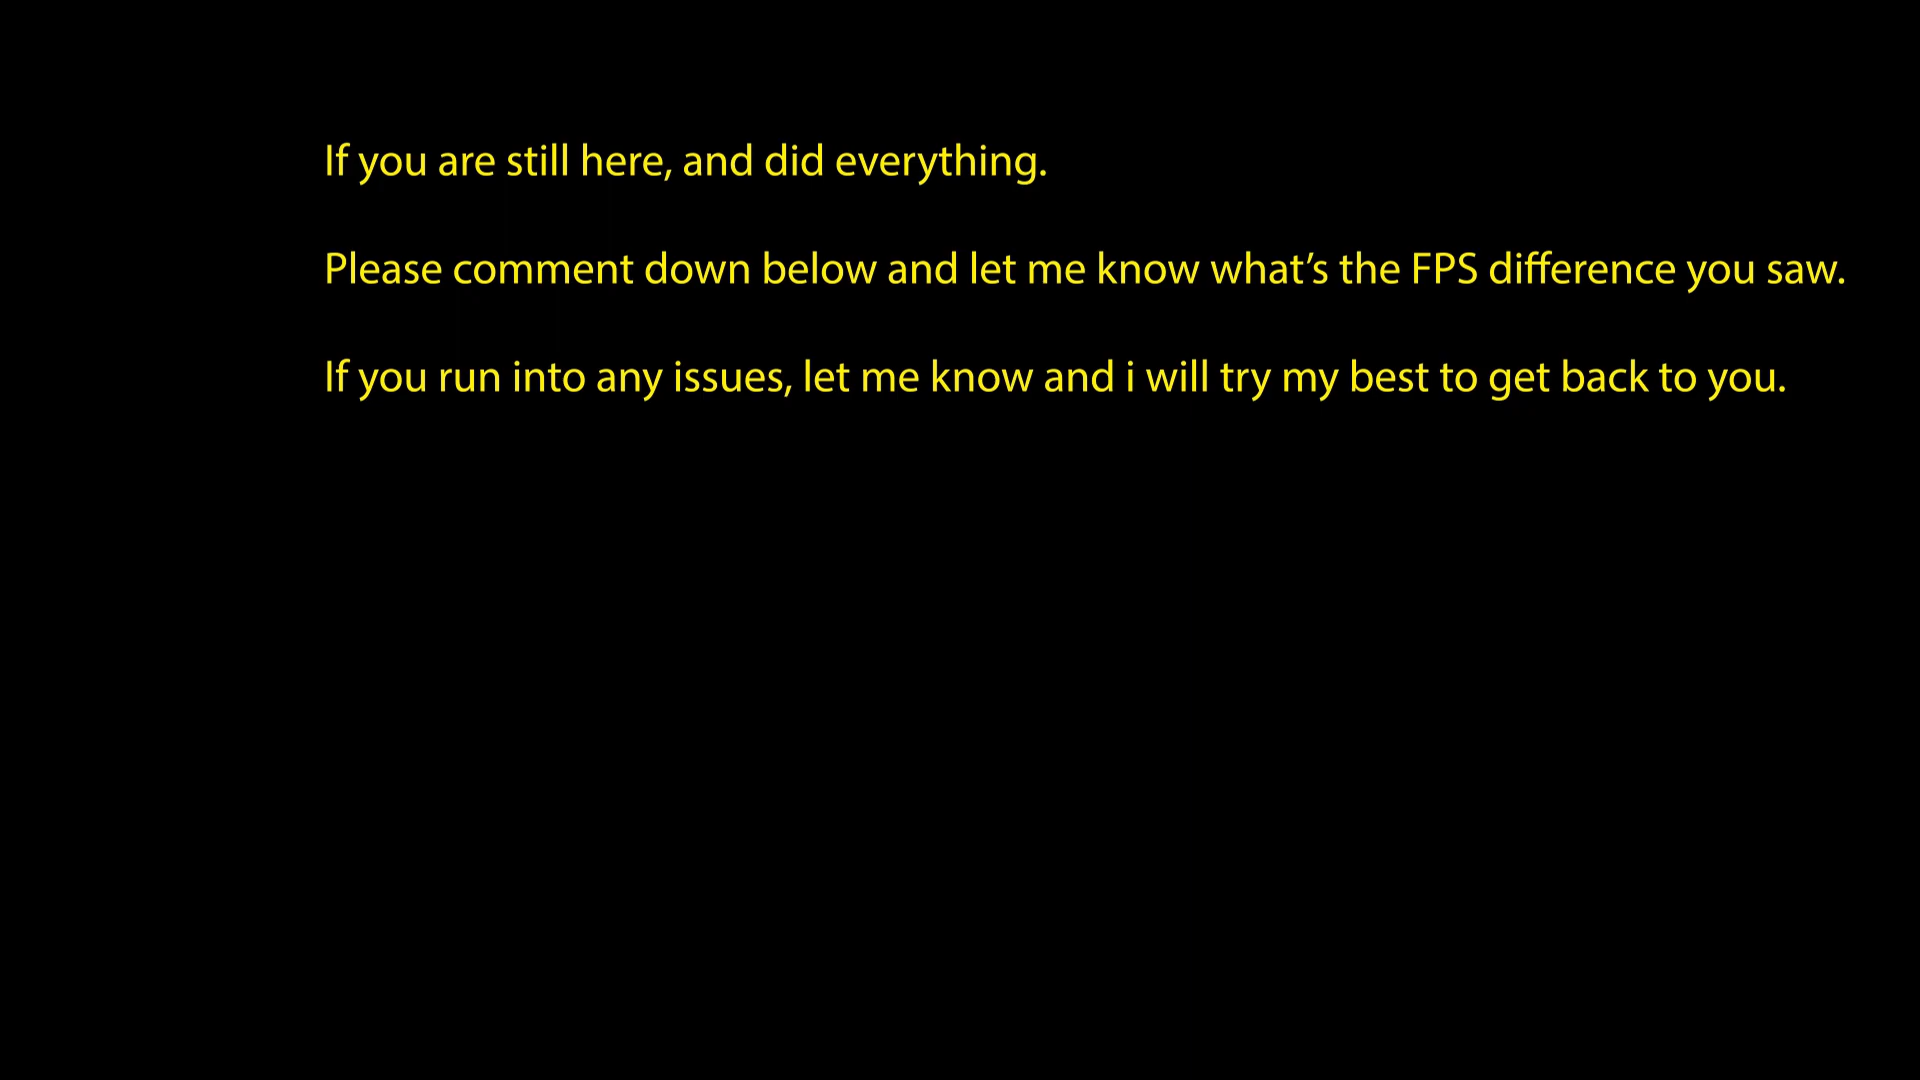 If you are still here, and did everything.
Please comment down below and let me know what’s the FPS difference you saw.
If you run into any issues, let me know and i will try my best to get back to you.